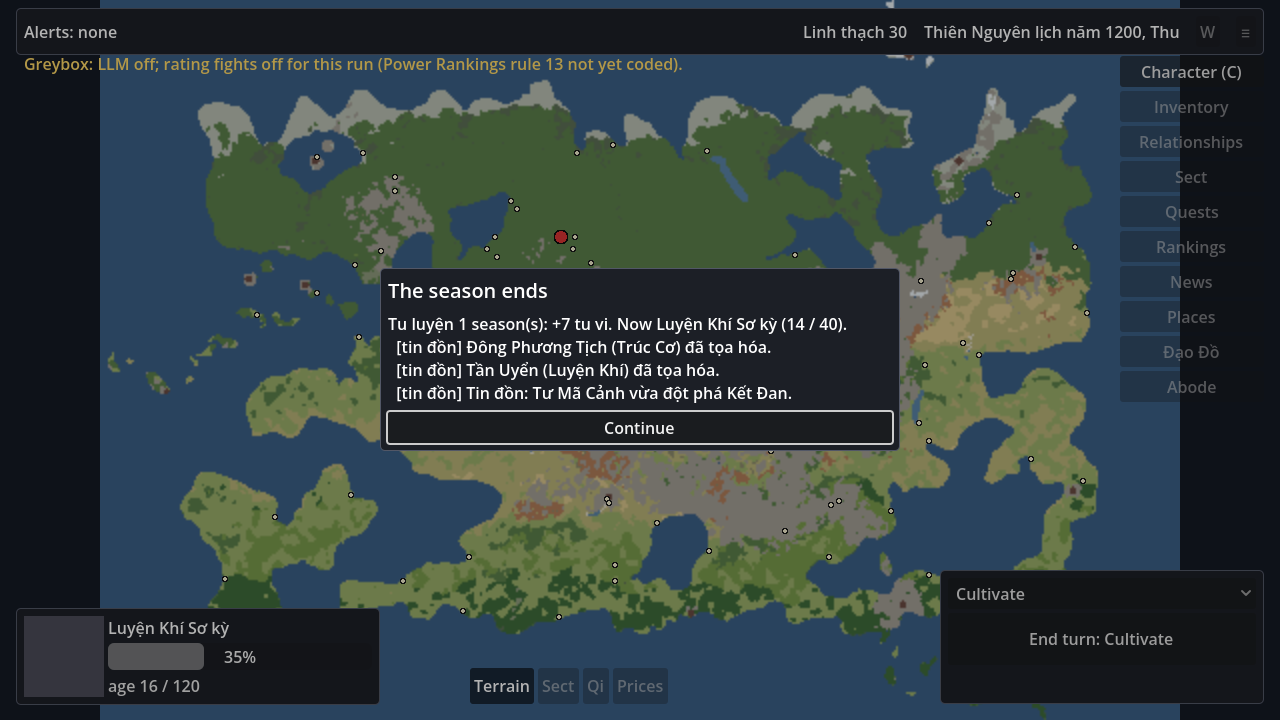 Alerts: none
Linh thạch 30
Thiên Nguyên lịch năm 1200, Thu
W
≡
Greybox: LLM off; rating fights off for this run (Power Rankings rule 13 not yet coded).
Character (C)
Inventory
Relationships
Sect
Quests
Rankings
News
Places
Đạo Đồ
Abode
The season ends
Tu luyện 1 season(s): +7 tu vi. Now Luyện Khí Sơ kỳ (14 / 40).
[tin đồn] Đông Phương Tịch (Trúc Cơ) đã tọa hóa.
[tin đồn] Tần Uyển (Luyện Khí) đã tọa hóa.
[tin đồn] Tin đồn: Tư Mã Cảnh vừa đột phá Kết Đan.
Continue
Luyện Khí Sơ kỳ
35%
age 16 / 120
Terrain
Sect
Qi
Prices
Cultivate
End turn: Cultivate